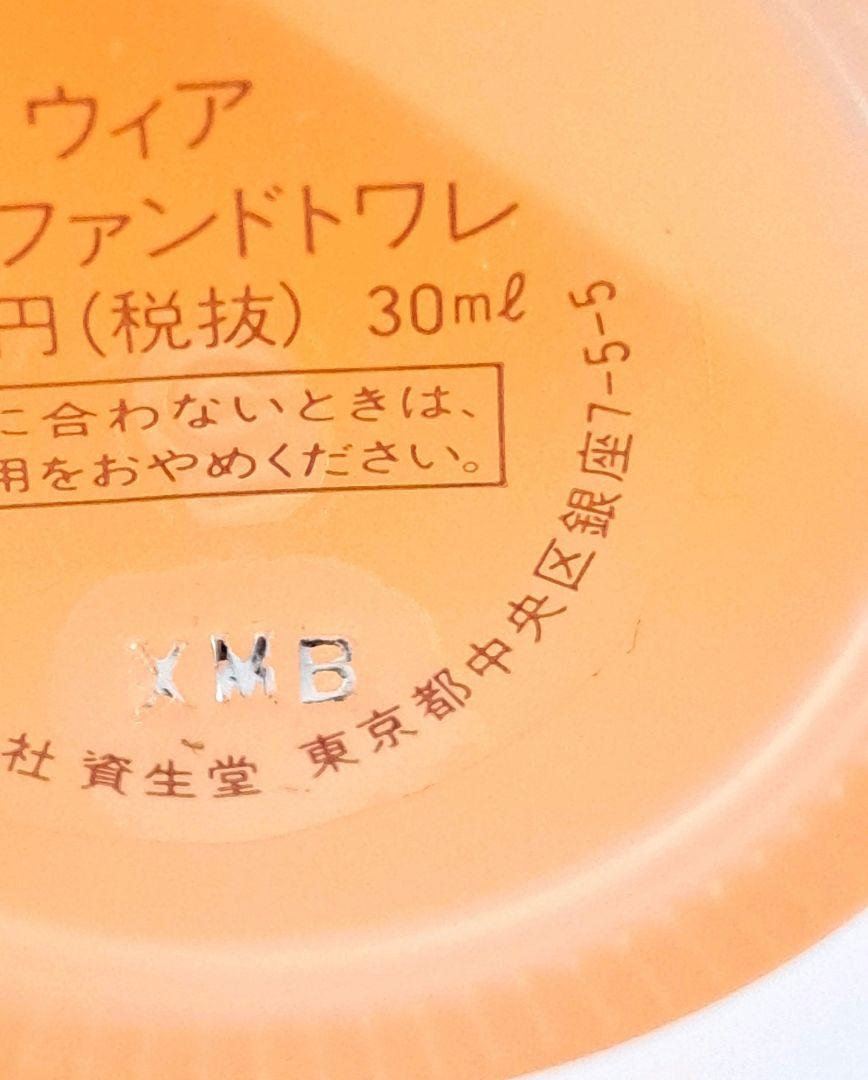 ウィア
ファンドトワレ
円(税抜) 30mℓ
に合わないときは、
用をおやめください。
XMB
社 資生堂 東京都中央区銀座7-5-5